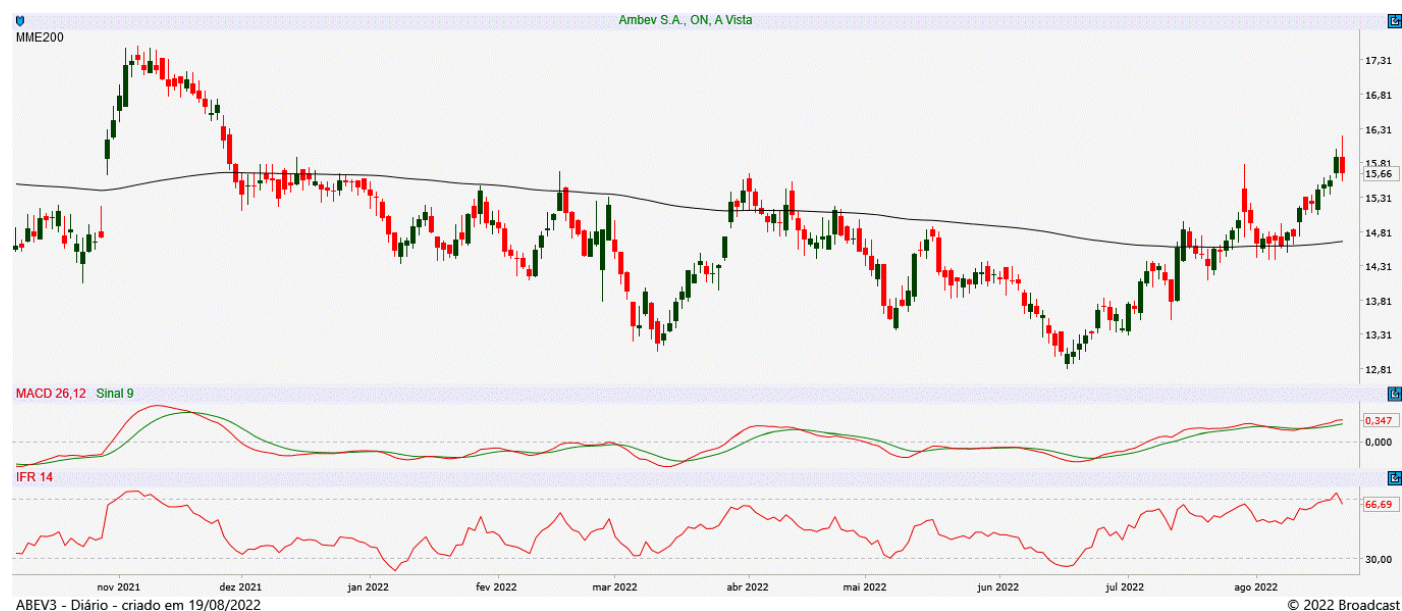 Ambev S.A., ON, A Vista
MME200
17,31
16,81
16,31
15,81
15,66
15,31
14,81
14,31
13,81
13,31
12,81
MACD 26,12 Sinal 9
0,347
0,000
IFR 14
66,69
30,00
nov 2021 dez 2021 jan 2022 fev 2022 mar 2022 abr 2022 mai 2022 jun 2022 jul 2022 ago 2022
ABEV3 - Diário - criado em 19/08/2022 © 2022 Broadcast